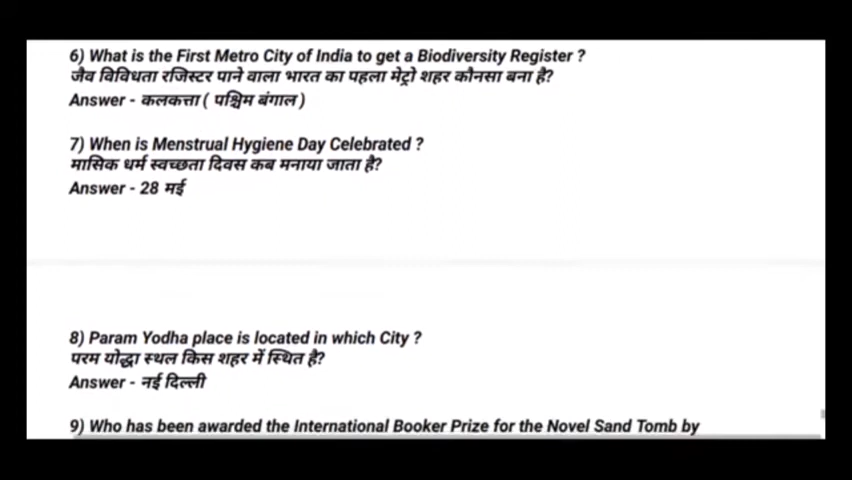 6) What is the First Metro City of India to get a Biodiversity Register ?
जैव विविधता रजिस्टर पाने वाला भारत का पहला मेट्रो शहर कौनसा बना है?
Answer - कलकत्ता ( पश्चिम बंगाल )
7) When is Menstrual Hygiene Day Celebrated ?
मासिक धर्म स्वच्छता दिवस कब मनाया जाता है?
Answer - 28 मई
8) Param Yodha place is located in which City ?
परम योद्धा स्थल किस शहर में स्थित है?
Answer - नई दिल्ली
9) Who has been awarded the International Booker Prize for the Novel Sand Tomb by